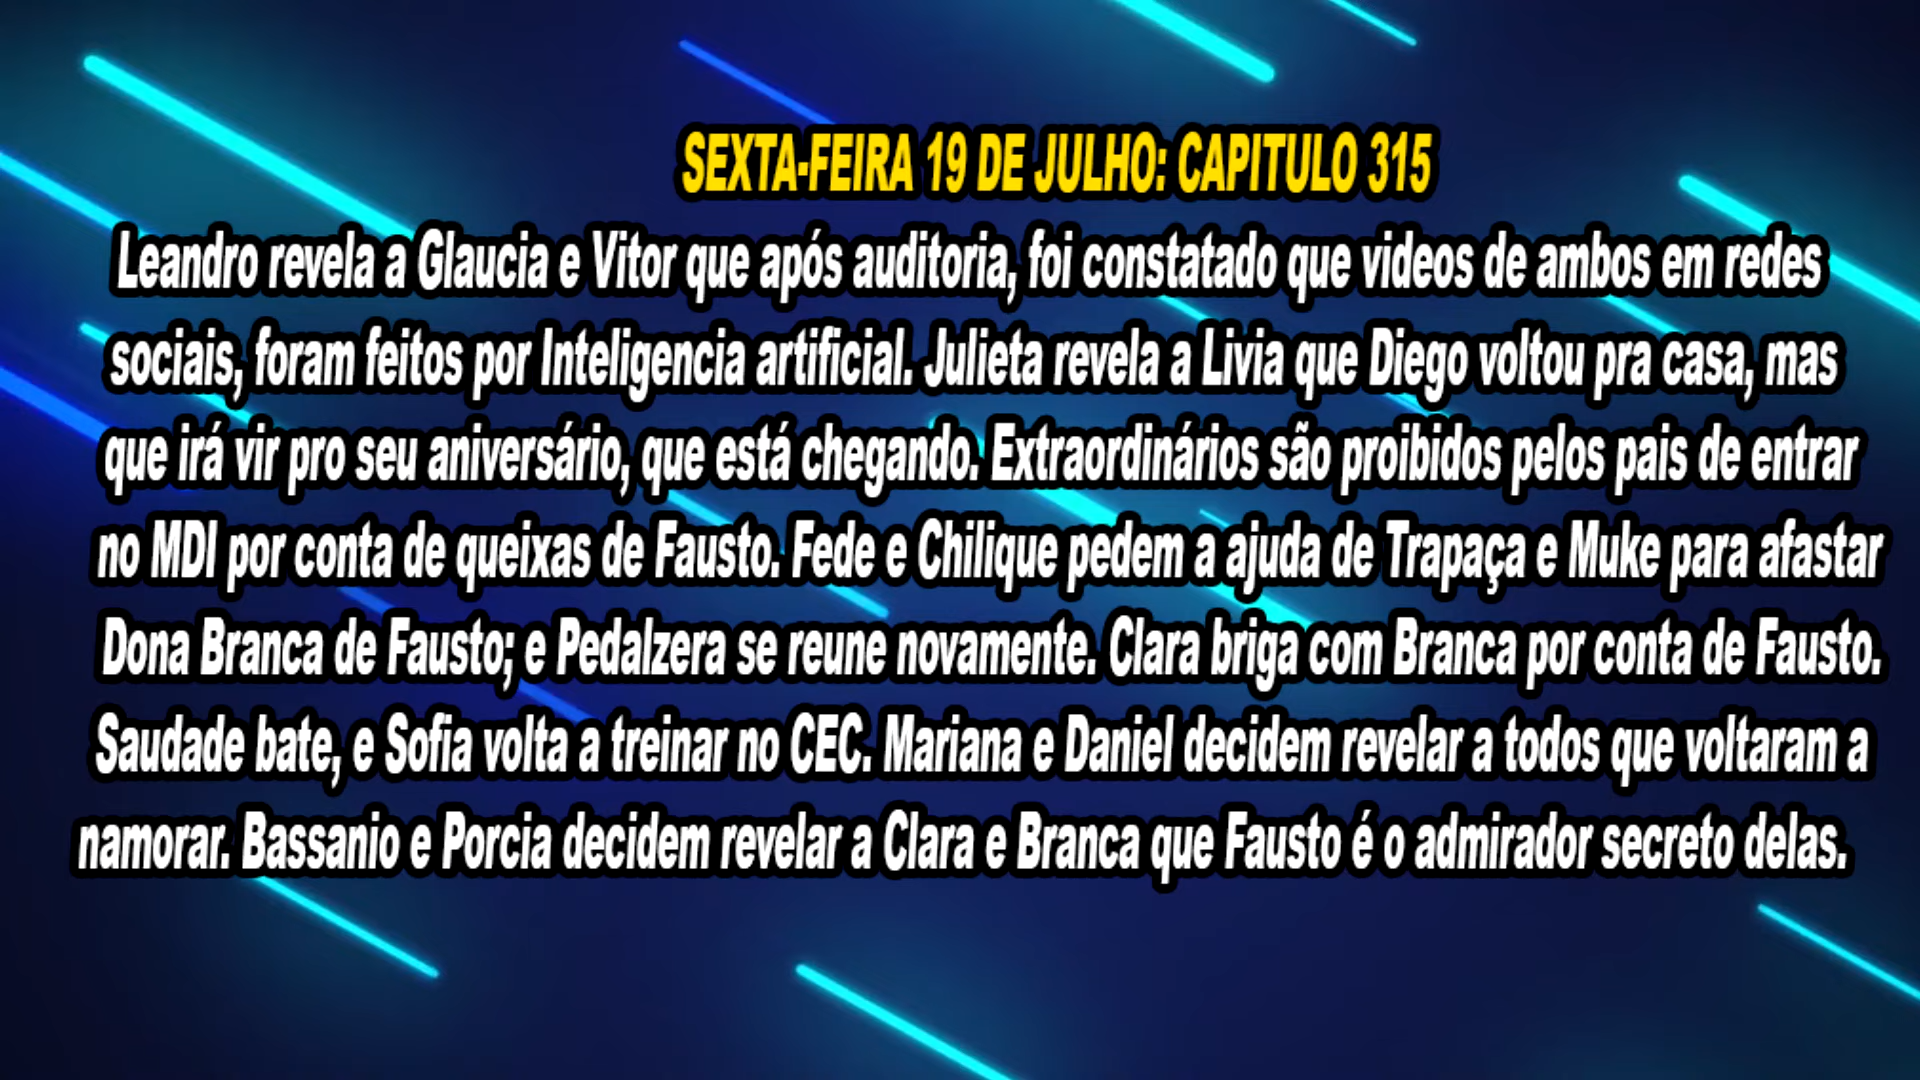 SEXTA-FEIRA 19 DE JULHO: CAPITULO 315
Leandro revela a Glaucia e Vitor que após auditoria, foi constatado que videos de ambos em redes
sociais, foram feitos por Inteligencia artificial. Julieta revela a Livia que Diego voltou pra casa, mas
que irá vir pro seu aniversário, que está chegando. Extraordinários são proibidos pelos pais de entrar
no MDI por conta de queixas de Fausto. Fede e Chilique pedem a ajuda de Trapaça e Muke para afastar
Dona Branca de Fausto; e Pedalzera se reune novamente. Clara briga com Branca por conta de Fausto.
Saudade bate, e Sofia volta a treinar no CEC. Mariana e Daniel decidem revelar a todos que voltaram a
namorar. Bassanio e Porcia decidem revelar a Clara e Branca que Fausto é o admirador secreto delas.